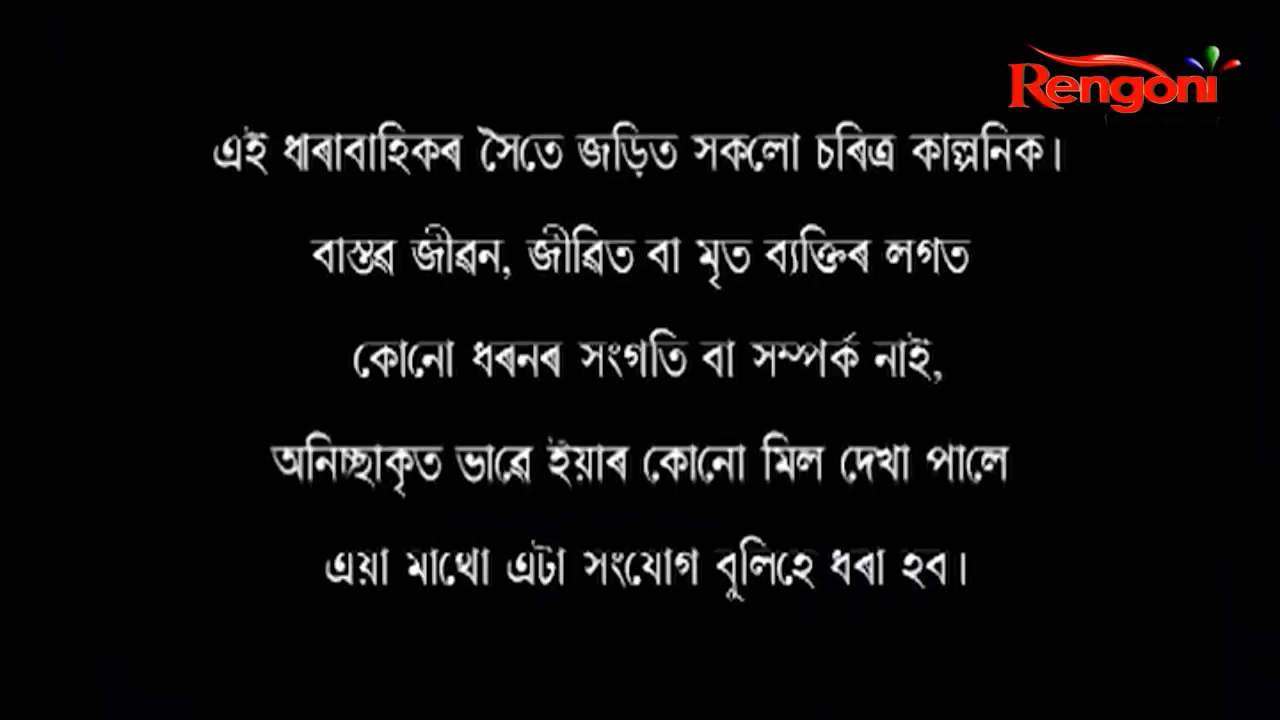 Rengoni
এই ধাৰাবাহিকৰ সৈতে জড়িত সকলো চৰিত্ৰ কাল্পনিক।
বাস্তৱ জীৱন, জীৱিত বা মৃত ব্যক্তিৰ লগত
কোনো ধৰনৰ সংগতি বা সম্পৰ্ক নাই,
অনিচ্ছাকৃত ভাৱে ইয়াৰ কোনো মিল দেখা পালে
এয়া মাথো এটা সংযোগ বুলিহে ধৰা হব।